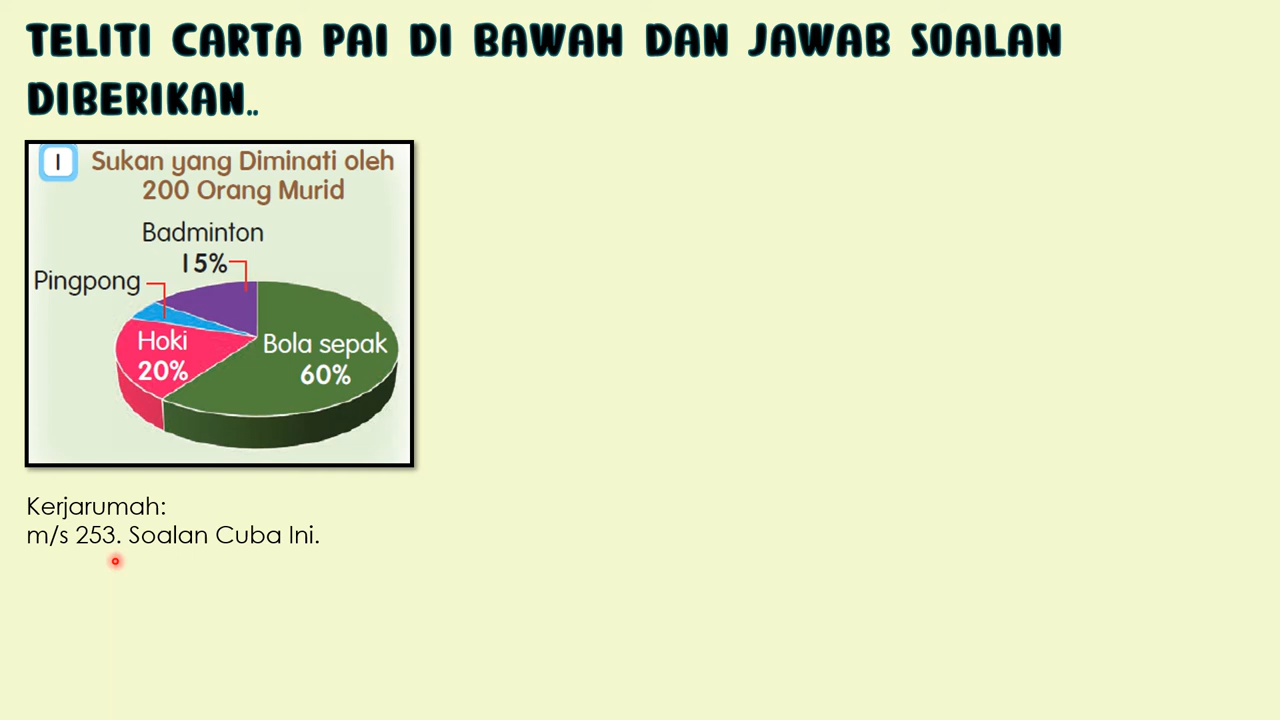 TELITI CARTA PAI DI BAWAH DAN JAWAB SOALAN
DIBERIKAN..
1 Sukan yang Diminati oleh
200 Orang Murid
Badminton
15%
Pingpong
Hoki
20%
Bola sepak
60%
Kerjarumah:
m/s 253. Soalan Cuba Ini.